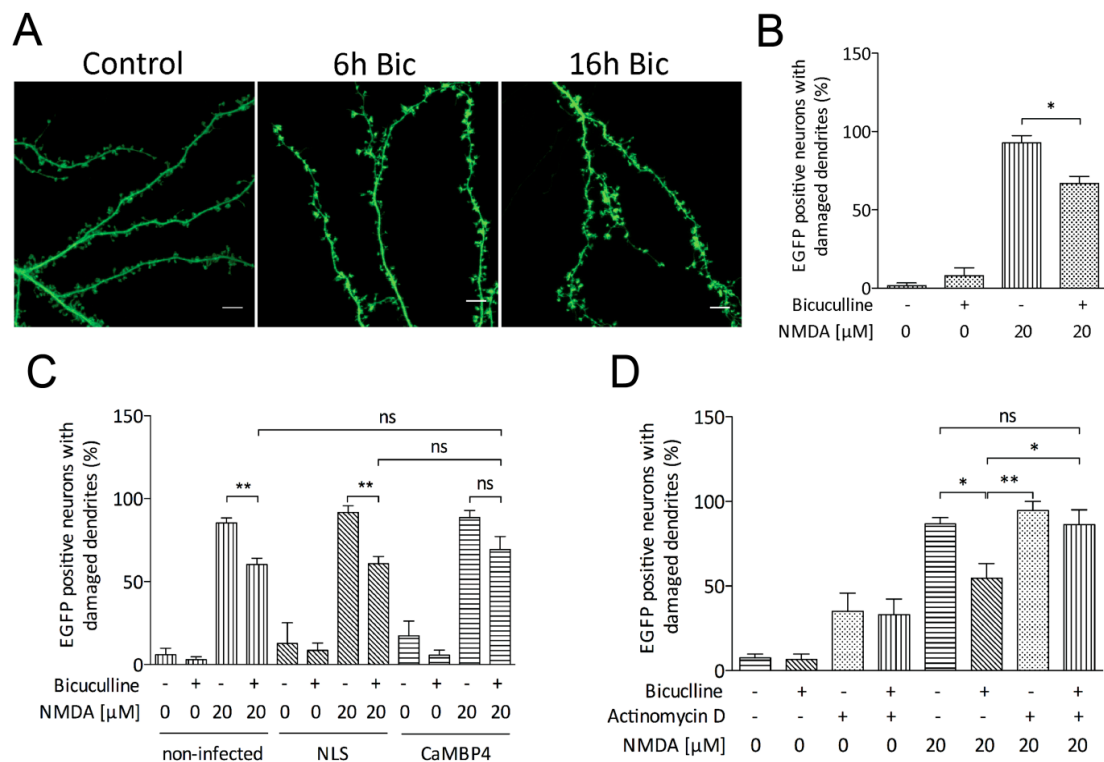 A
Control
6h Bic
16h Bic
B
EGFP positive neurons with
damaged dendrites (%)
150
100
50
0
*
Bicuculline - + - +
NMDA [µM] 0 0 20 20
C
EGFP positive neurons with
damaged dendrites (%)
150
100
50
0
ns
ns
** ** ns
Bicuculline - + - + - + - + - + - +
NMDA [µM] 0 0 20 20 0 0 20 20 0 0 20 20
non-infected NLS CaMBP4
D
EGFP positive neurons with
damaged dendrites (%)
150
100
50
0
ns
*
* **
Bicuclline - + - + - + - +
Actinomycin D - - + + - - + +
NMDA [µM] 0 0 0 0 20 20 20 20